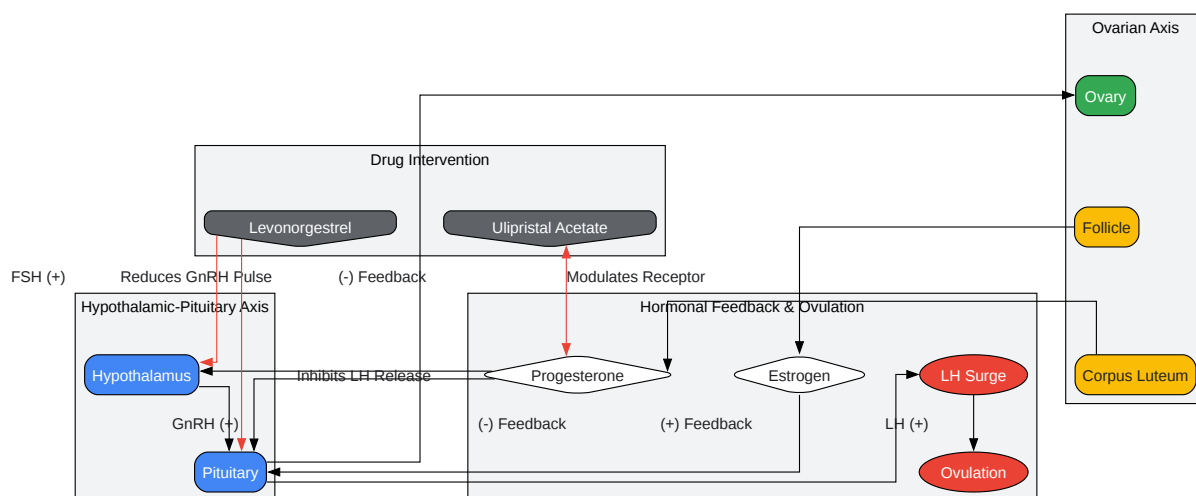 Ovarian Axis
Ovary
Drug Intervention
Levonorgestrel
Ulipristal Acetate
Follicle
FSH (+)
Reduces GnRH Pulse
(-) Feedback
Modulates Receptor
Hypothalamic-Pituitary Axis
Hormonal Feedback & Ovulation
Hypothalamus
Inhibits LH Release
Progesterone
Estrogen
LH Surge
Corpus Luteum
GnRH (+)
(-) Feedback
(+) Feedback
LH (+)
Pituitary
Ovulation